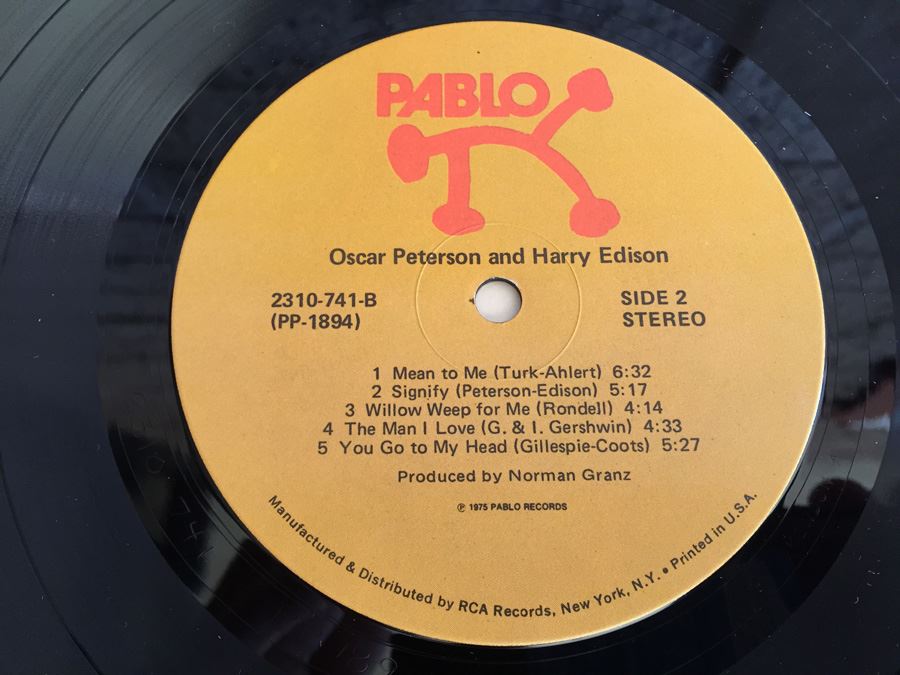 PABLO
Oscar Peterson and Harry Edison
2310-741-B
(PP-1894)
SIDE 2
STEREO
1 Mean to Me (Turk-Ahlert) 6:32
2 Signify (Peterson-Edison) 5:17
3 Willow Weep for Me (Rondell) 4:14
4 The Man I Love (G. & I. Gershwin) 4:33
5 You Go to My Head (Gillespie-Coots) 5:27
Produced by Norman Granz
℗ 1975 PABLO RECORDS
Manufactured & Distributed by RCA Records, New York, N.Y. • Printed in U.S.A.